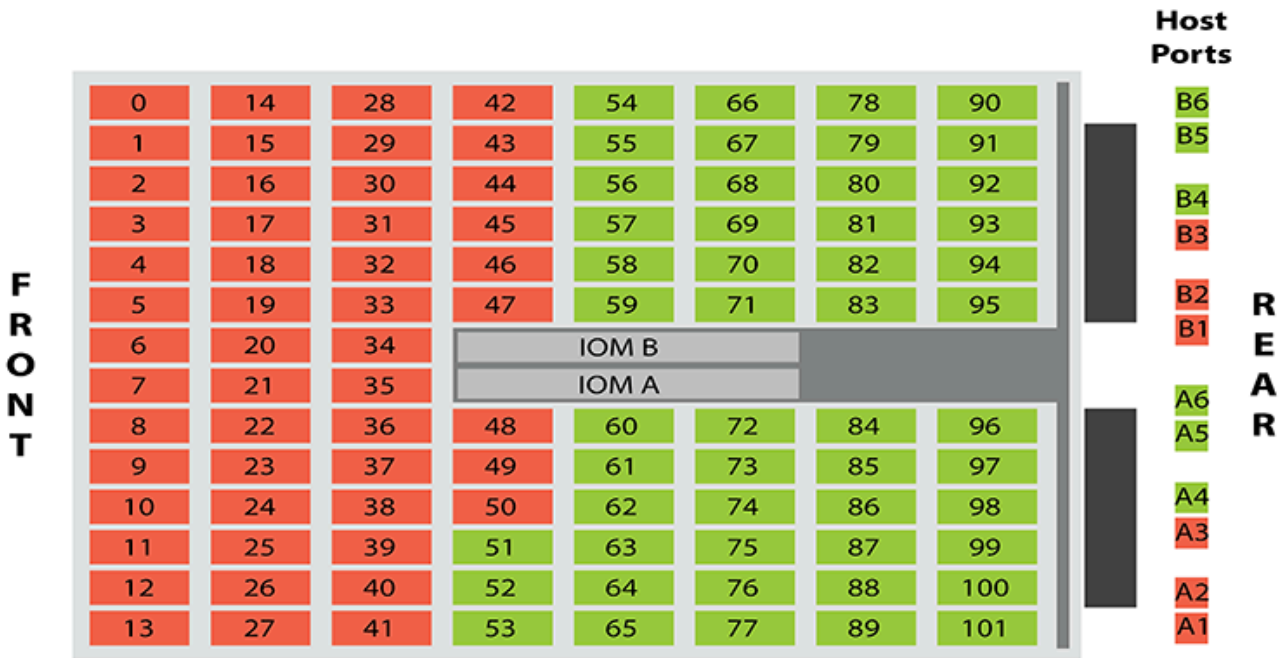 Host
Ports
0 14 28 42 54 66 78 90 B6
1 15 29 43 55 67 79 91 B5
2 16 30 44 56 68 80 92 B4
3 17 31 45 57 69 81 93 B3
4 18 32 46 58 70 82 94
5 19 33 47 59 71 83 95 B2
6 20 34 IOM B B1
7 21 35 IOM A A6
8 22 36 48 60 72 84 96 A5
9 23 37 49 61 73 85 97
10 24 38 50 62 74 86 98 A4
11 25 39 51 63 75 87 99 A3
12 26 40 52 64 76 88 100 A2
13 27 41 53 65 77 89 101 A1
FRONT
REAR